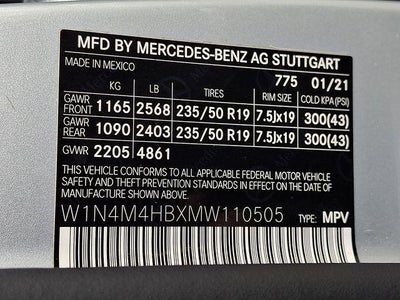 MFD BY MERCEDES-BENZ AG STUTTGART
MADE IN MEXICO 775 01/21
KG LB TIRES RIM SIZE COLD KPA (PSI)
GAWR FRONT 1165 2568 235/50 R19 7.5Jx19 300(43)
GAWR REAR 1090 2403 235/50 R19 7.5Jx19 300(43)
GVWR 2205 4861
THIS VEHICLE CONFORMS TO ALL APPLICABLE FEDERAL MOTOR VEHICLE
SAFETY AND THEFT PREVENTION STANDARDS IN EFFECT ON THE DATE OF
MANUFACTURE SHOWN ABOVE.
W1N4M4HBXMW110505 TYPE: MPV